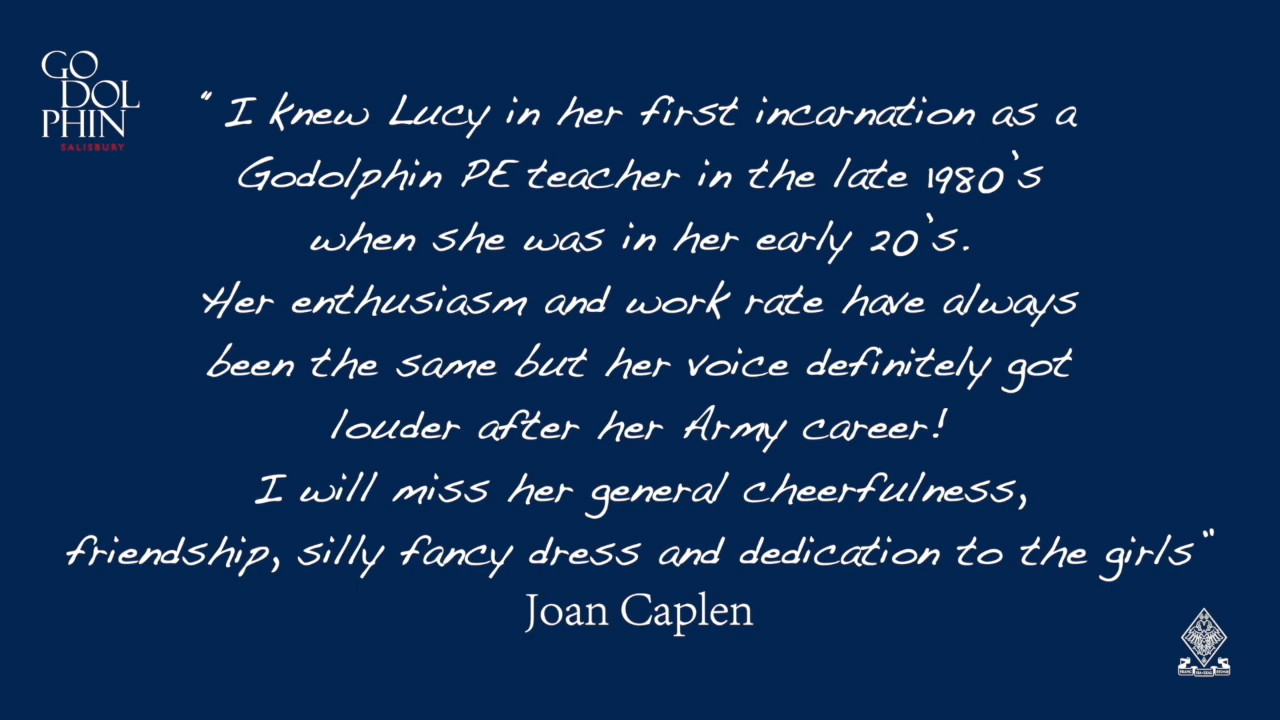 GO
DOL
PHIN
SALISBURY
" I knew Lucy in her first incarnation as a
Godolphin PE teacher in the late 1980's
when she was in her early 20's.
Her enthusiasm and work rate have always
been the same but her voice definitely got
louder after her Army career!
I will miss her general cheerfulness,
friendship, silly fancy dress and dedication to the girls"
Joan Caplen